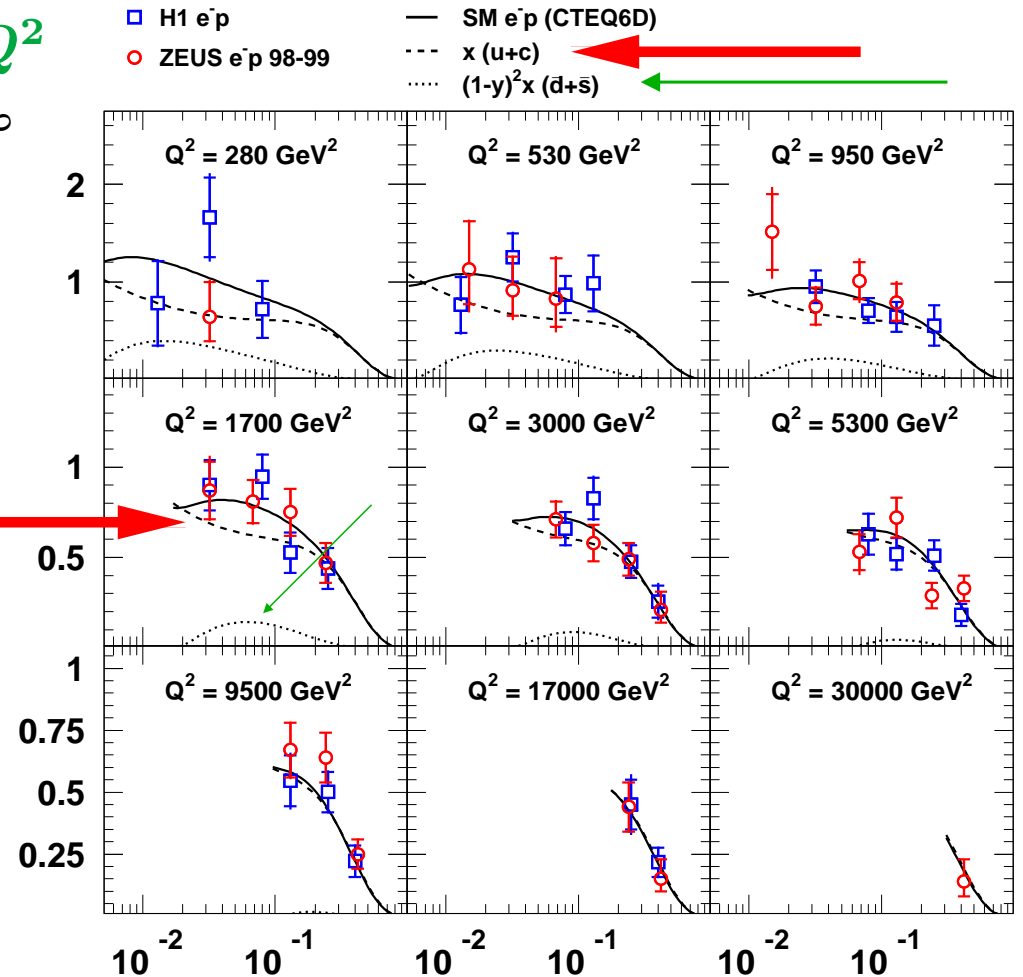 Q²
H1 e⁻p
ZEUS e⁻p 98-99
SM e⁻p (CTEQ6D)
x (u+c)
(1-y)²x (d̄+s̄)
Q² = 280 GeV²
Q² = 530 GeV²
Q² = 950 GeV²
2
1
Q² = 1700 GeV²
Q² = 3000 GeV²
Q² = 5300 GeV²
1
0.5
Q² = 9500 GeV²
Q² = 17000 GeV²
Q² = 30000 GeV²
1
0.75
0.5
0.25
10⁻² 10⁻¹ 10⁻² 10⁻¹ 10⁻² 10⁻¹